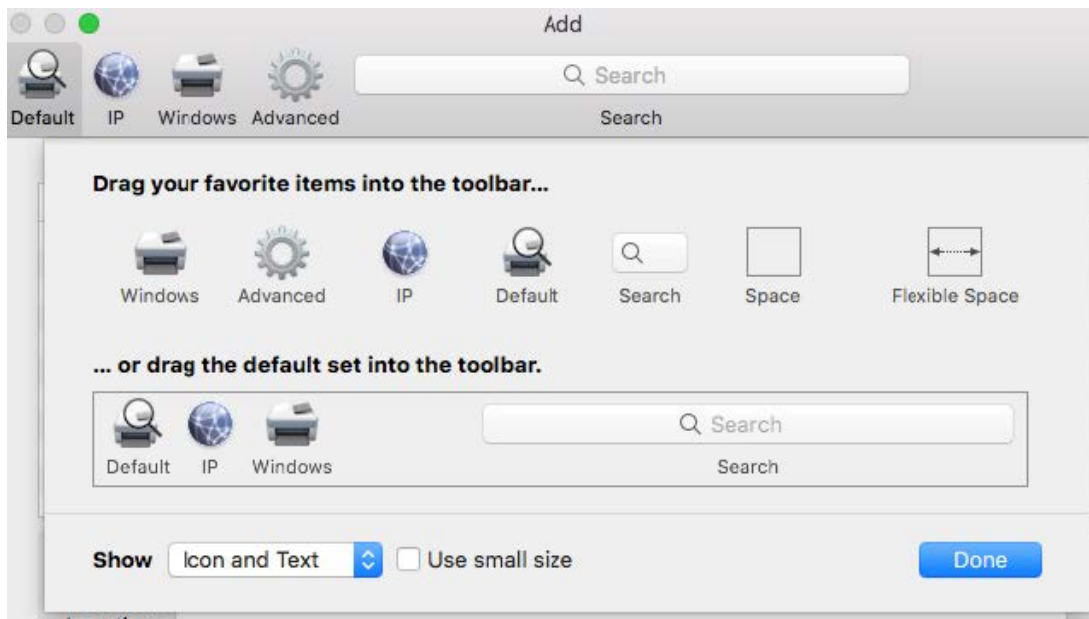 Add
Search
Default IP Windows Advanced Search
Drag your favorite items into the toolbar...
Windows Advanced IP Default Search Space Flexible Space
... or drag the default set into the toolbar.
Search
Default IP Windows Search
Show Icon and Text Use small size Done